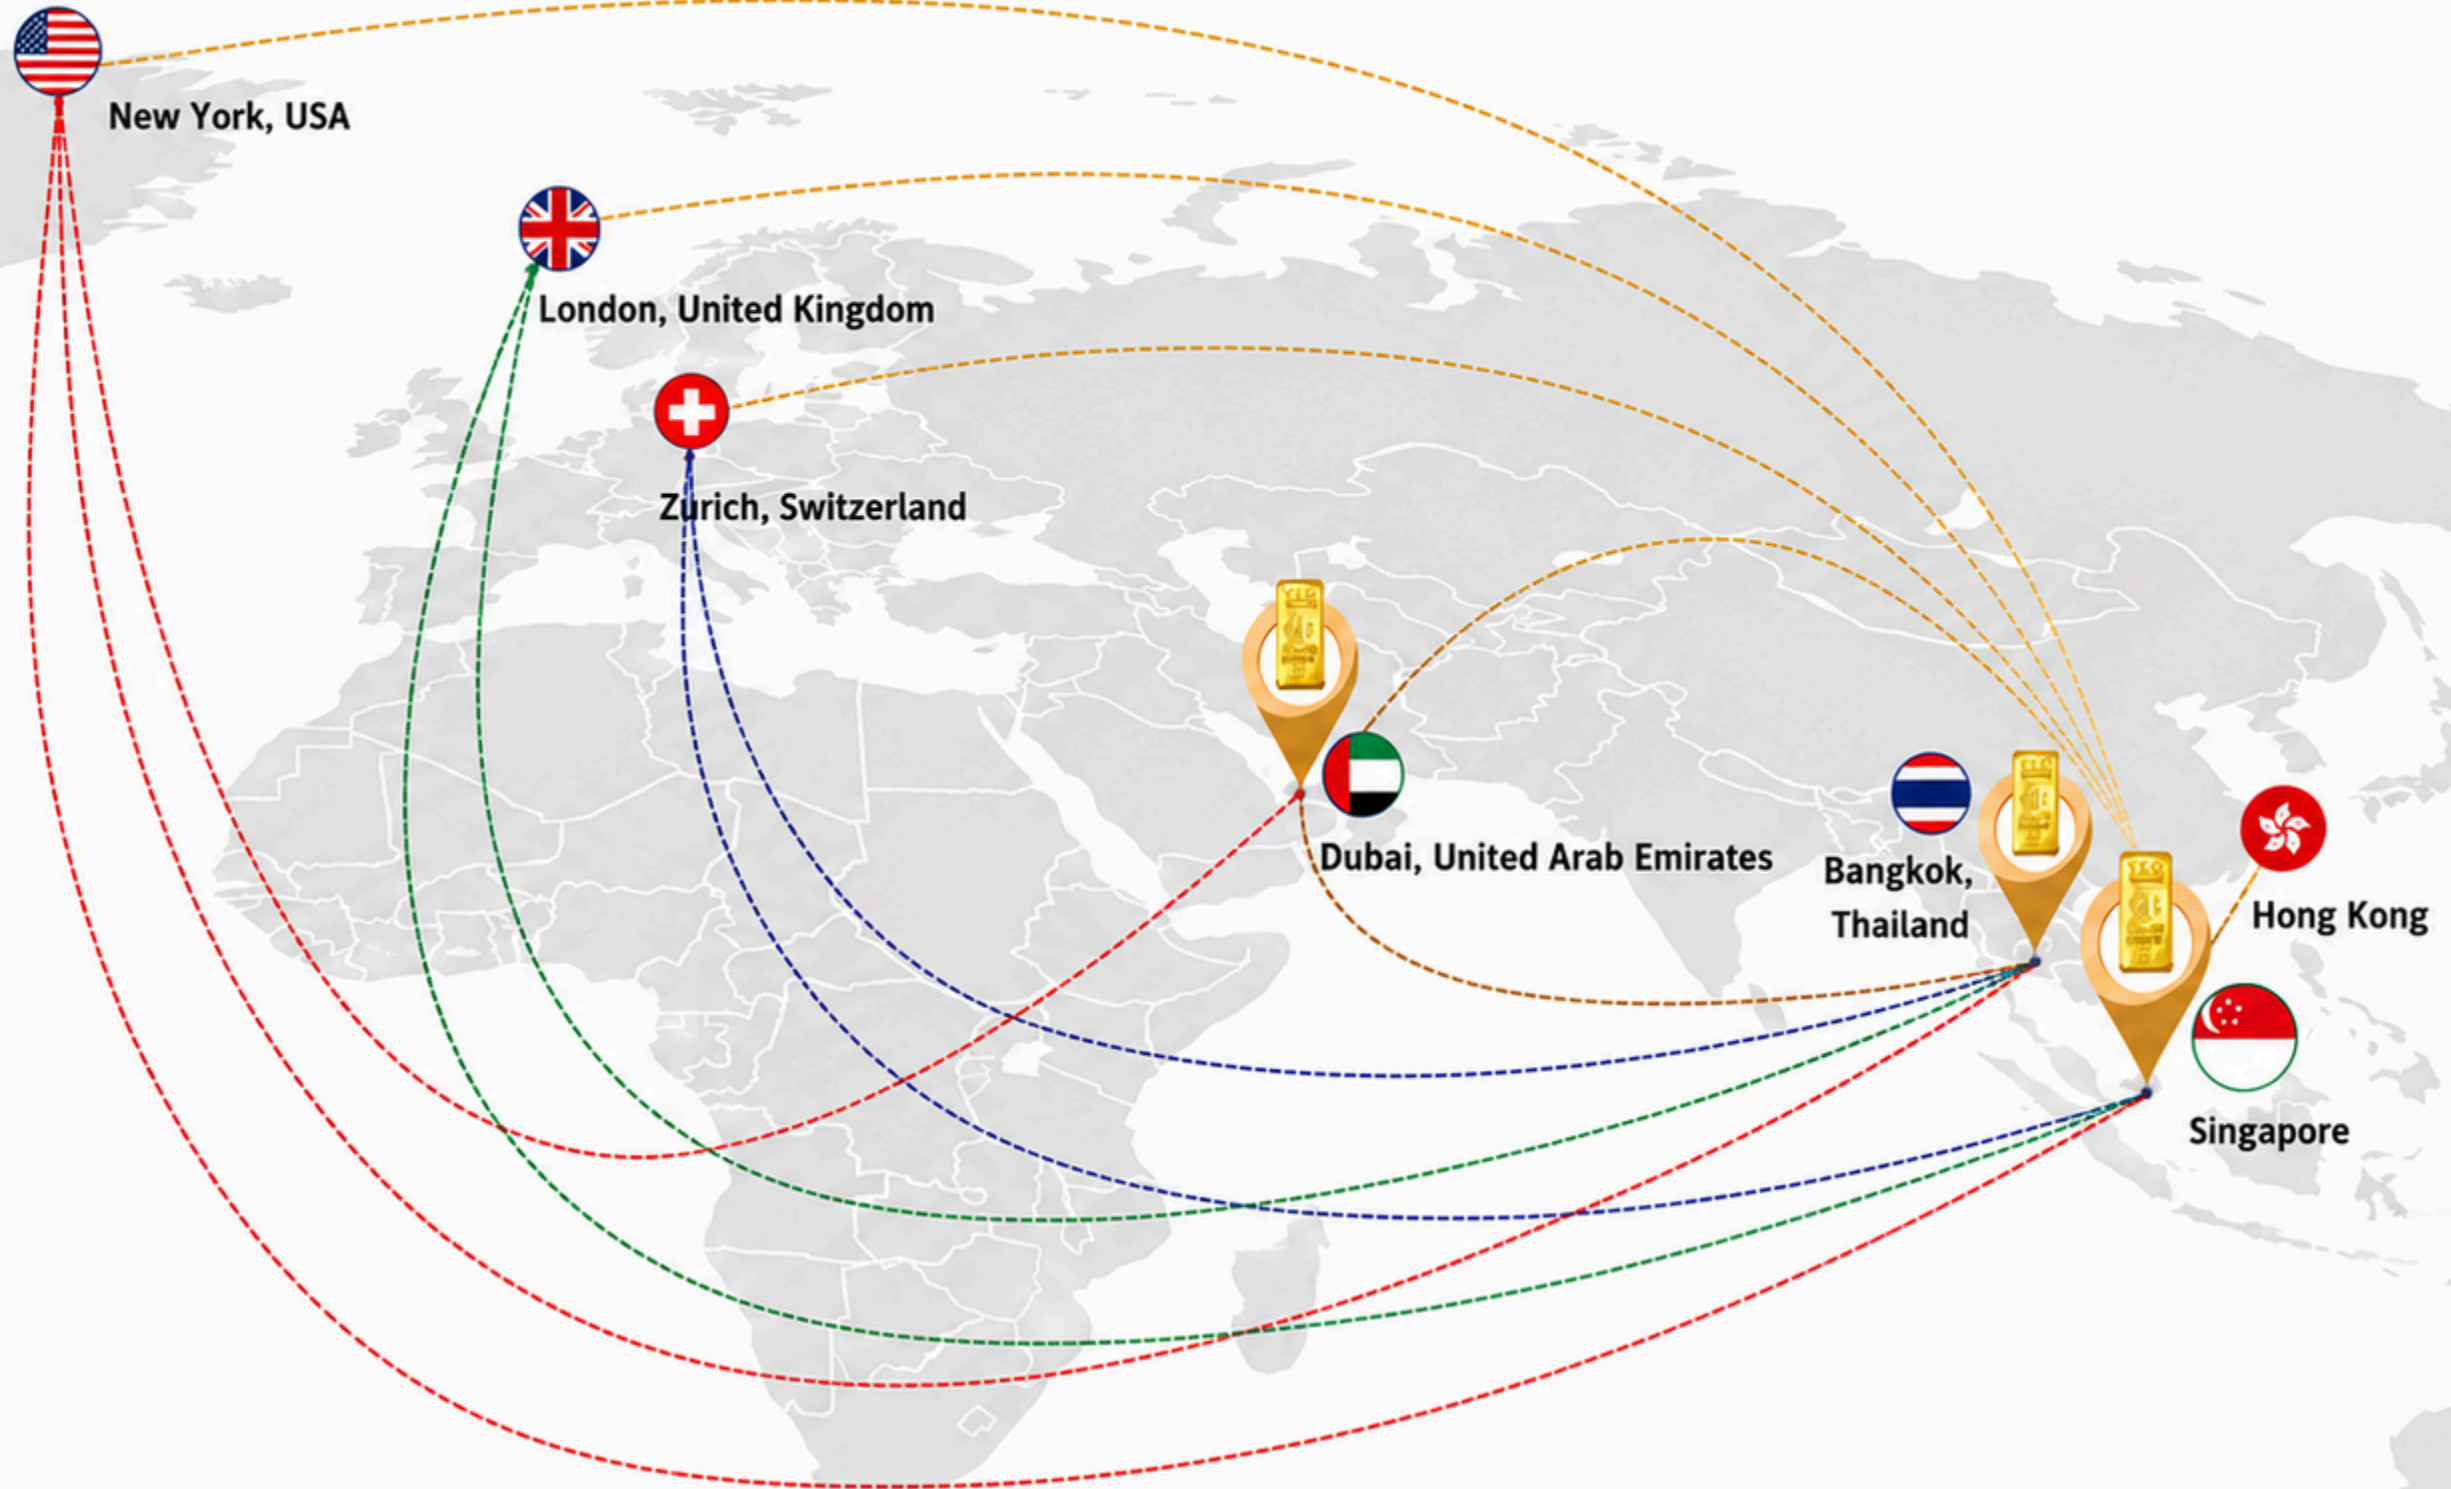 New York, USA
London, United Kingdom
Zurich, Switzerland
Dubai, United Arab Emirates
Bangkok,
Thailand
Hong Kong
Singapore